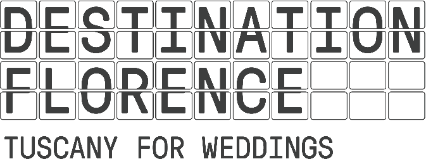 DESTINATION
FLORENCE
TUSCANY FOR WEDDINGS